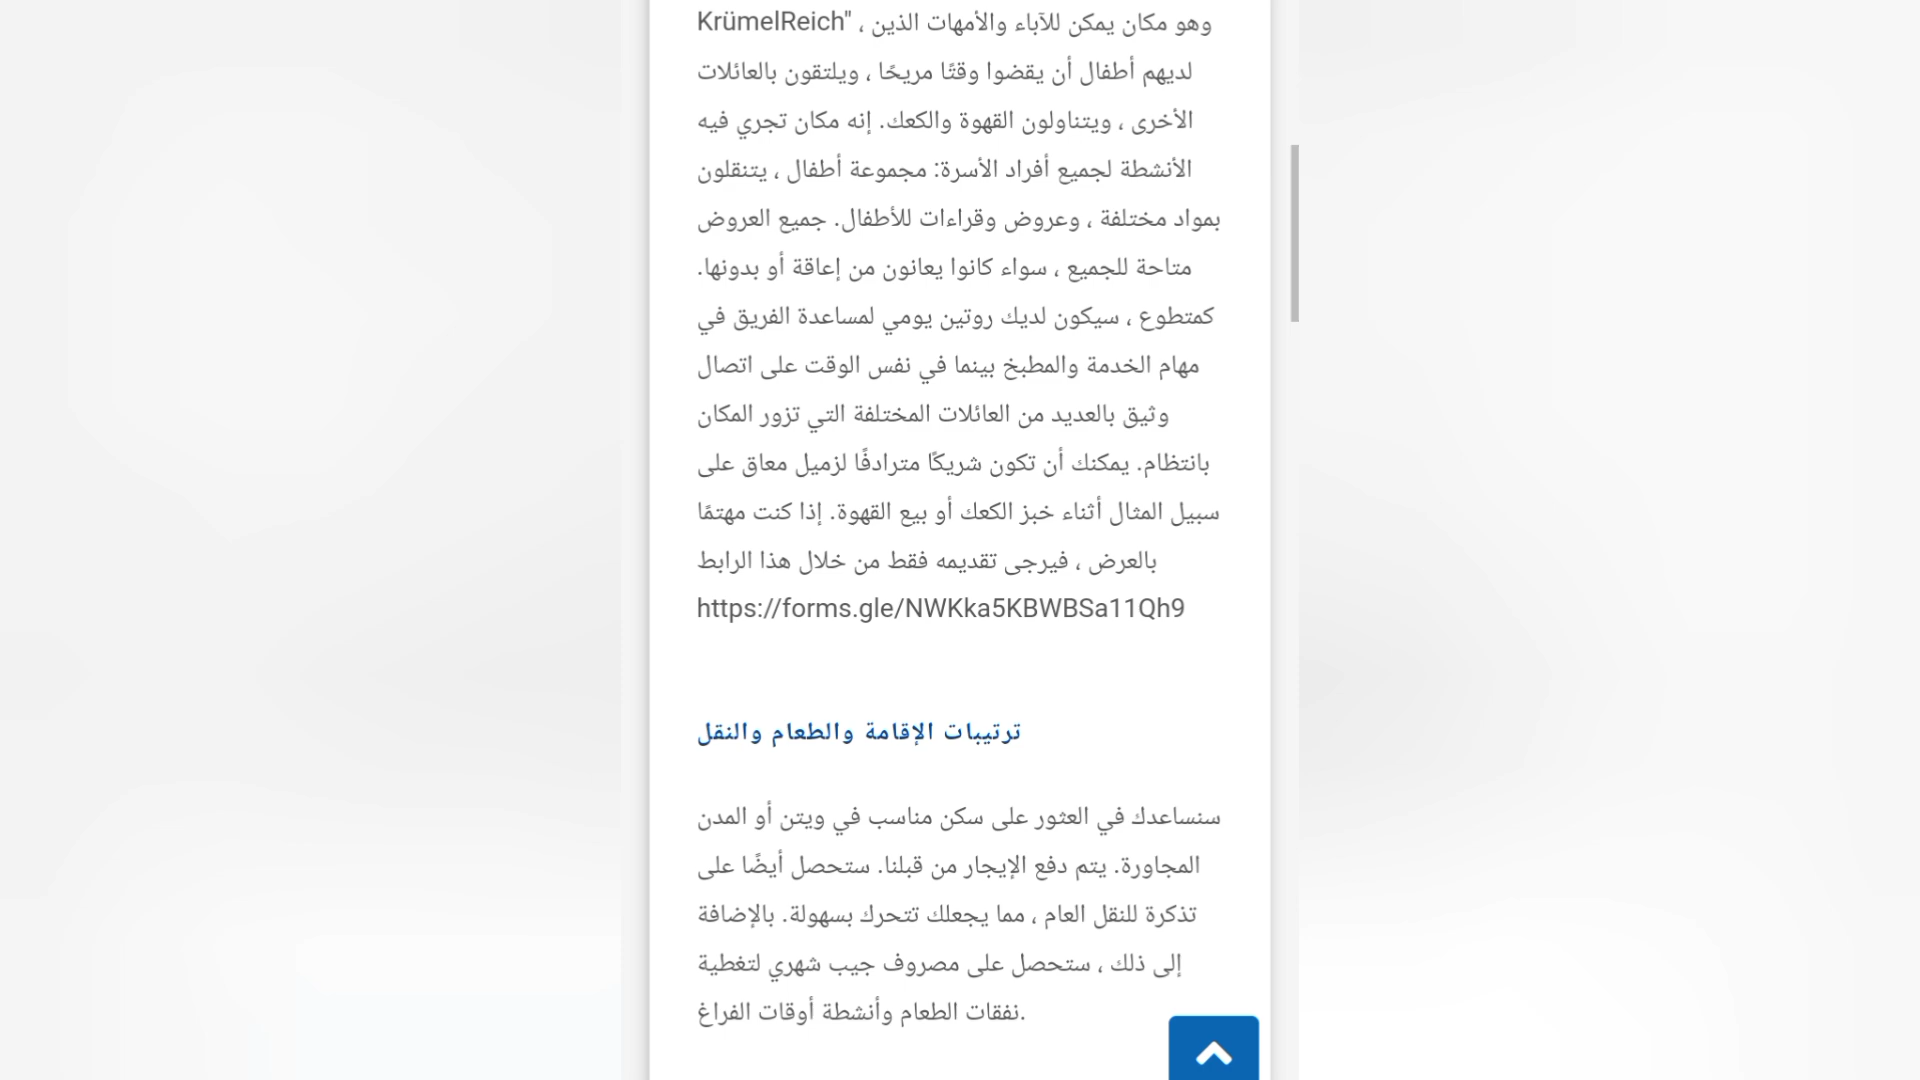 KrümelReich" ، وهو مكان يمكن للآباء والأمهات الذين
لديهم أطفال أن يقضوا وقتًا مريحًا ، ويلتقون بالعائلات
الأخرى ، ويتناولون القهوة والكعك. إنه مكان تجري فيه
الأنشطة لجميع أفراد الأسرة: مجموعة أطفال ، يتنقلون
بمواد مختلفة ، وعروض وقراءات للأطفال. جميع العروض
متاحة للجميع ، سواء كانوا يعانون من إعاقة أو بدونها.
كمتطوع ، سيكون لديك روتين يومي لمساعدة الفريق في
مهام الخدمة والمطبخ بينما في نفس الوقت على اتصال
وثيق بالعديد من العائلات المختلفة التي تزور المكان
بانتظام. يمكنك أن تكون شريكًا مترادفًا لزميل معاق على
سبيل المثال أثناء خبز الكعك أو بيع القهوة. إذا كنت مهتمًا
بالعرض ، فيرجى تقديمه فقط من خلال هذا الرابط
https://forms.gle/NWKka5KBWBSa11Qh9
ترتيبات الإقامة والطعام والنقل
سنساعدك في العثور على سكن مناسب في ويتن أو المدن
المجاورة. يتم دفع الإيجار من قبلنا. ستحصل أيضًا على
تذكرة للنقل العام ، مما يجعلك تتحرك بسهولة. بالإضافة
إلى ذلك ، ستحصل على مصروف جيب شهري لتغطية
.نفقات الطعام وأنشطة أوقات الفراغ